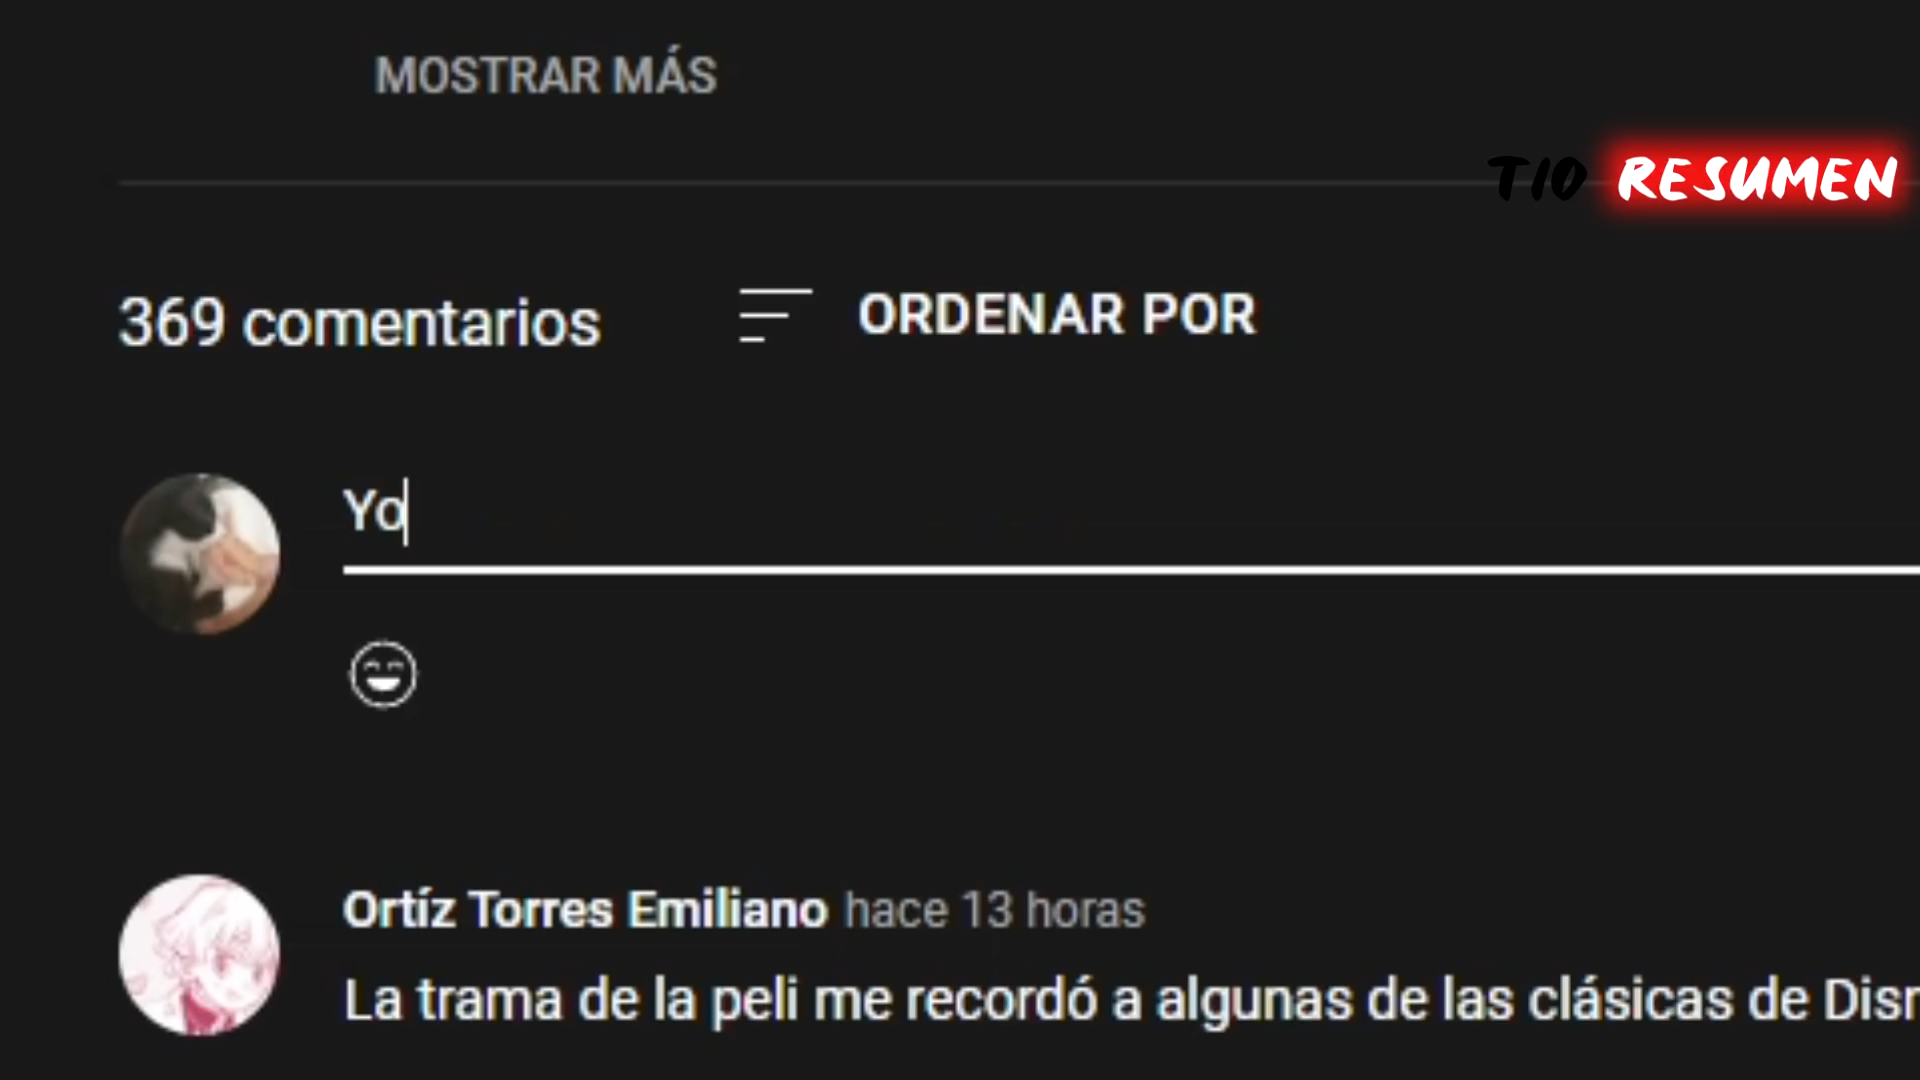 MOSTRAR MÁS
TIO RESUMEN
369 comentarios
ORDENAR POR
Yo
Ortíz Torres Emiliano hace 13 horas
La trama de la peli me recordó a algunas de las clásicas de